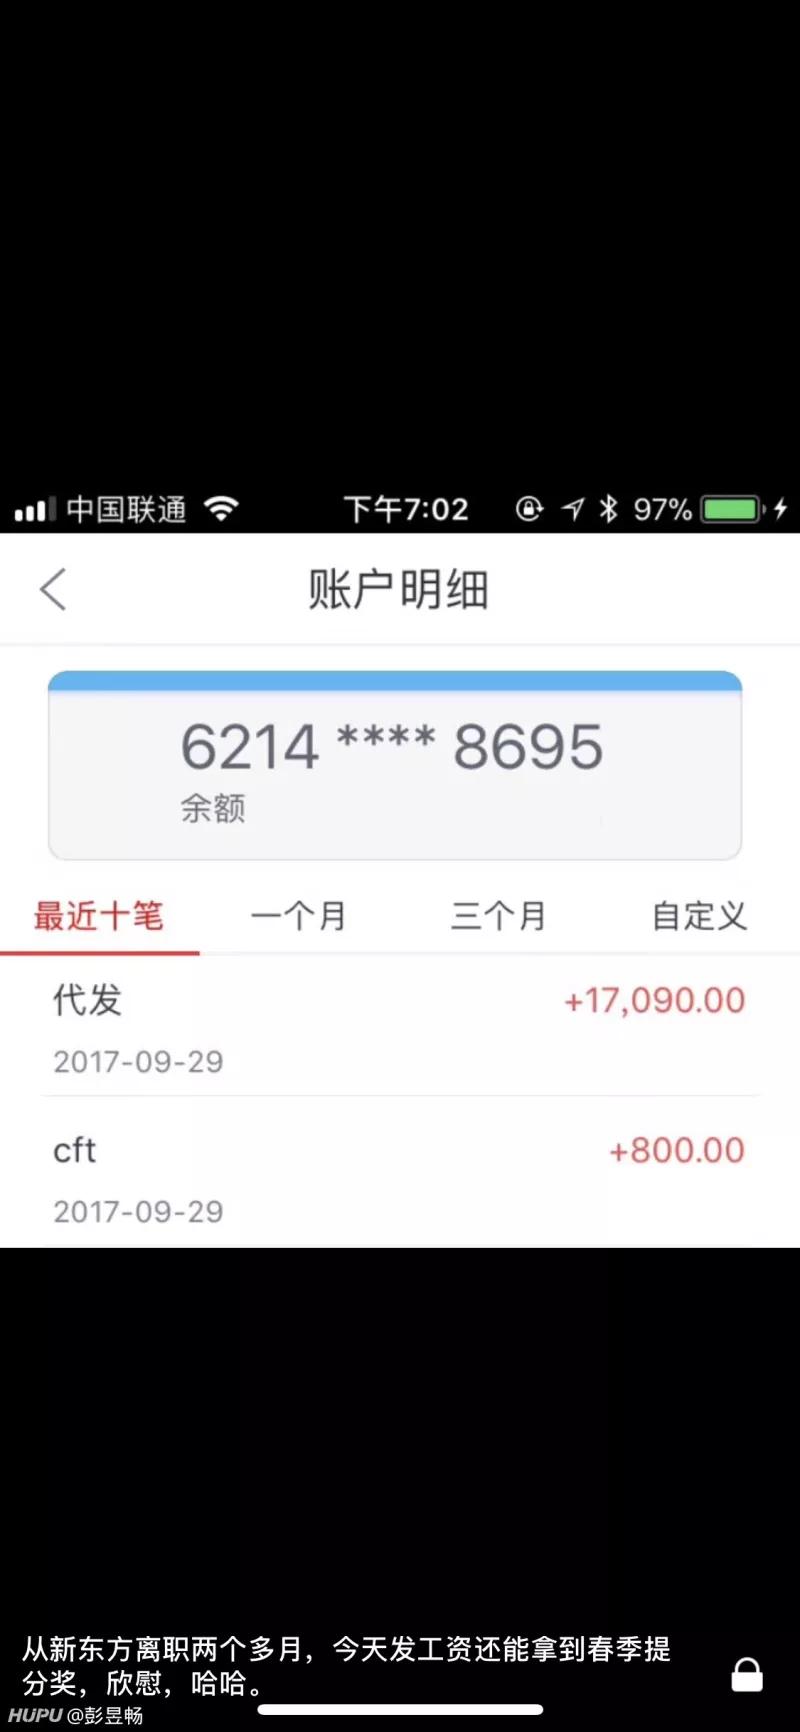 中国联通 下午7:02 97%
账户明细
6214 **** 8695
余额
最近十笔 一个月 三个月 自定义
代发 +17,090.00
2017-09-29
cft +800.00
2017-09-29
从新东方离职两个多月，今天发工资还能拿到春季提
分奖，欣慰，哈哈。
HUPU @彭昱畅